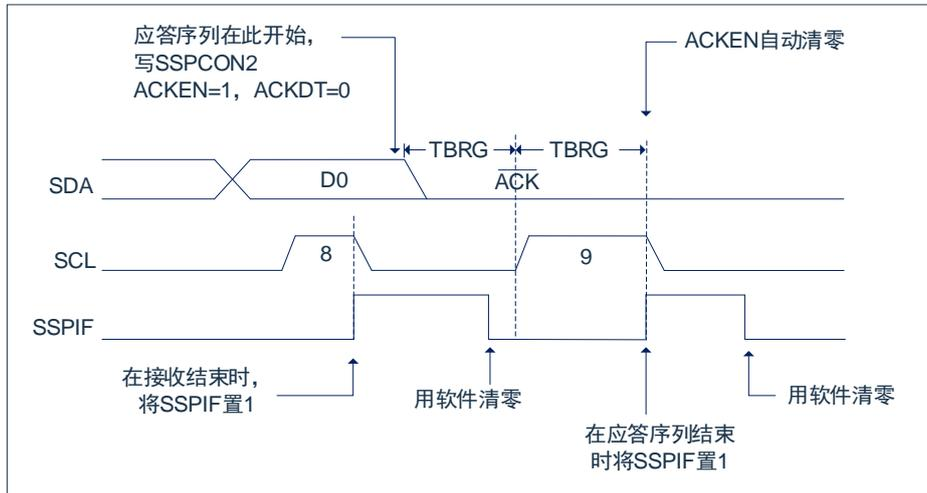 应答序列在此开始，
写SSPCON2
ACKEN=1，ACKDT=0
ACKEN自动清零
TBRG
TBRG
SDA
D0
ACK
SCL
8
9
SSPIF
在接收结束时，
将SSPIF置1
用软件清零
在应答序列结束
时将SSPIF置1
用软件清零